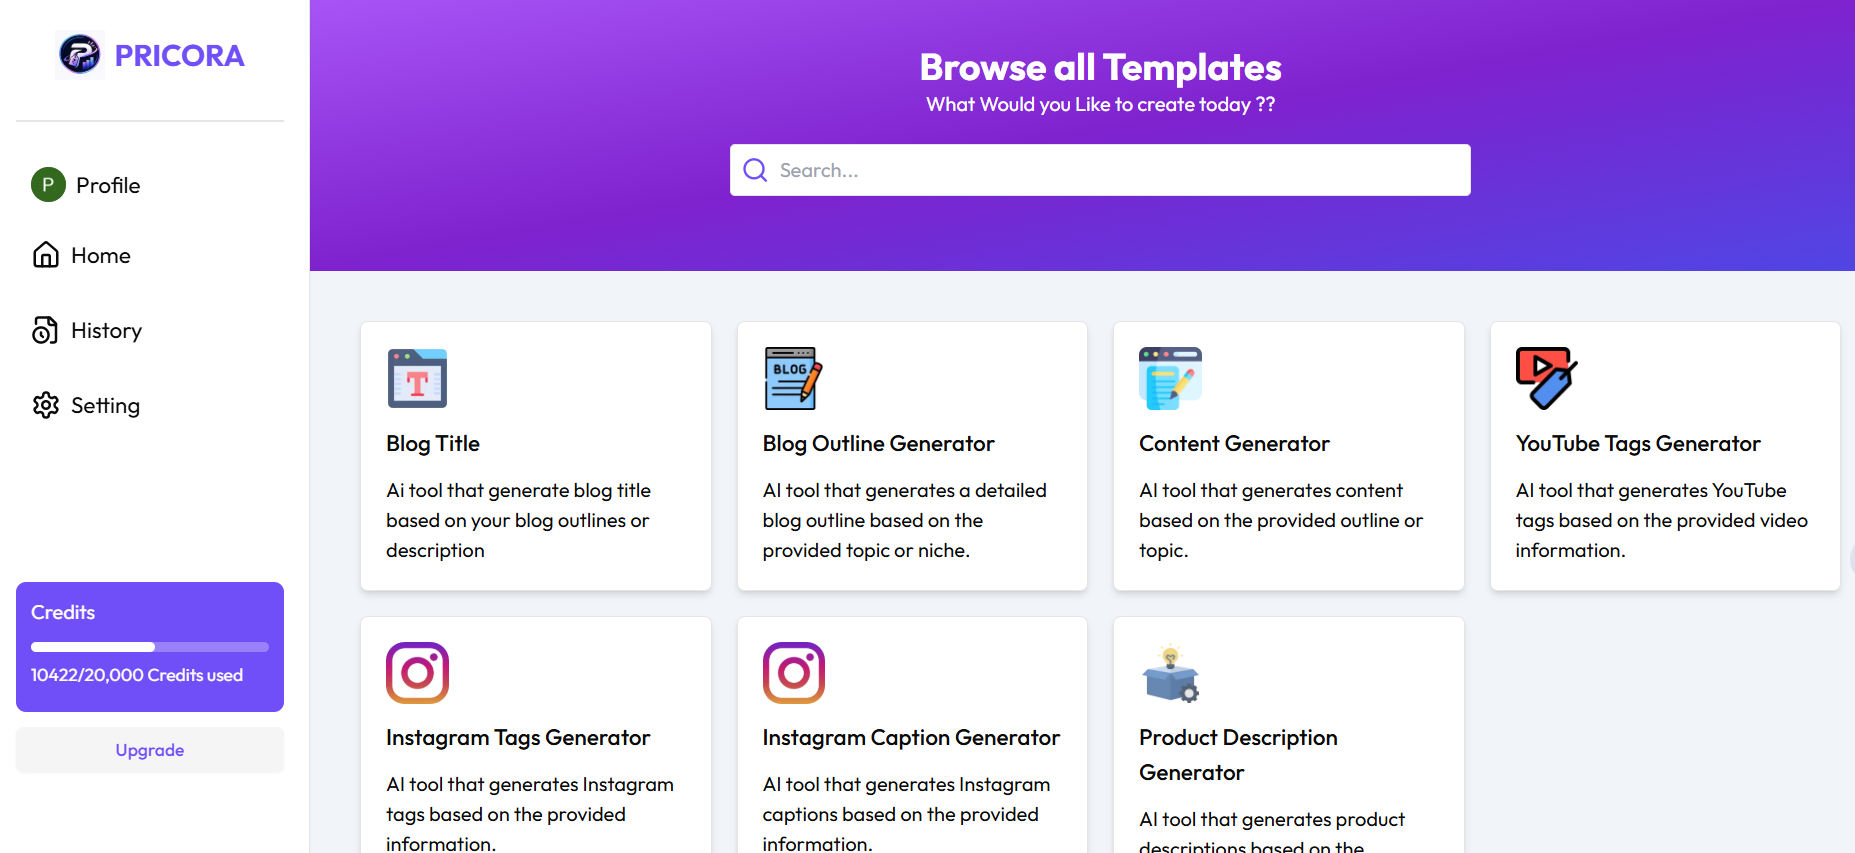 PRICORA
P Profile
Home
History
Setting
Credits
10422/20,000 Credits used
Upgrade
Browse all Templates
What Would you Like to create today ??
Search...
Blog Title
Ai tool that generate blog title
based on your blog outlines or
description
BLOG
Blog Outline Generator
AI tool that generates a detailed
blog outline based on the
provided topic or niche.
Content Generator
AI tool that generates content
based on the provided outline or
topic.
YouTube Tags Generator
AI tool that generates YouTube
tags based on the provided video
information.
Instagram Tags Generator
AI tool that generates Instagram
tags based on the provided
information.
Instagram Caption Generator
AI tool that generates Instagram
captions based on the provided
information.
Product Description
Generator
AI tool that generates product
descriptions based on the